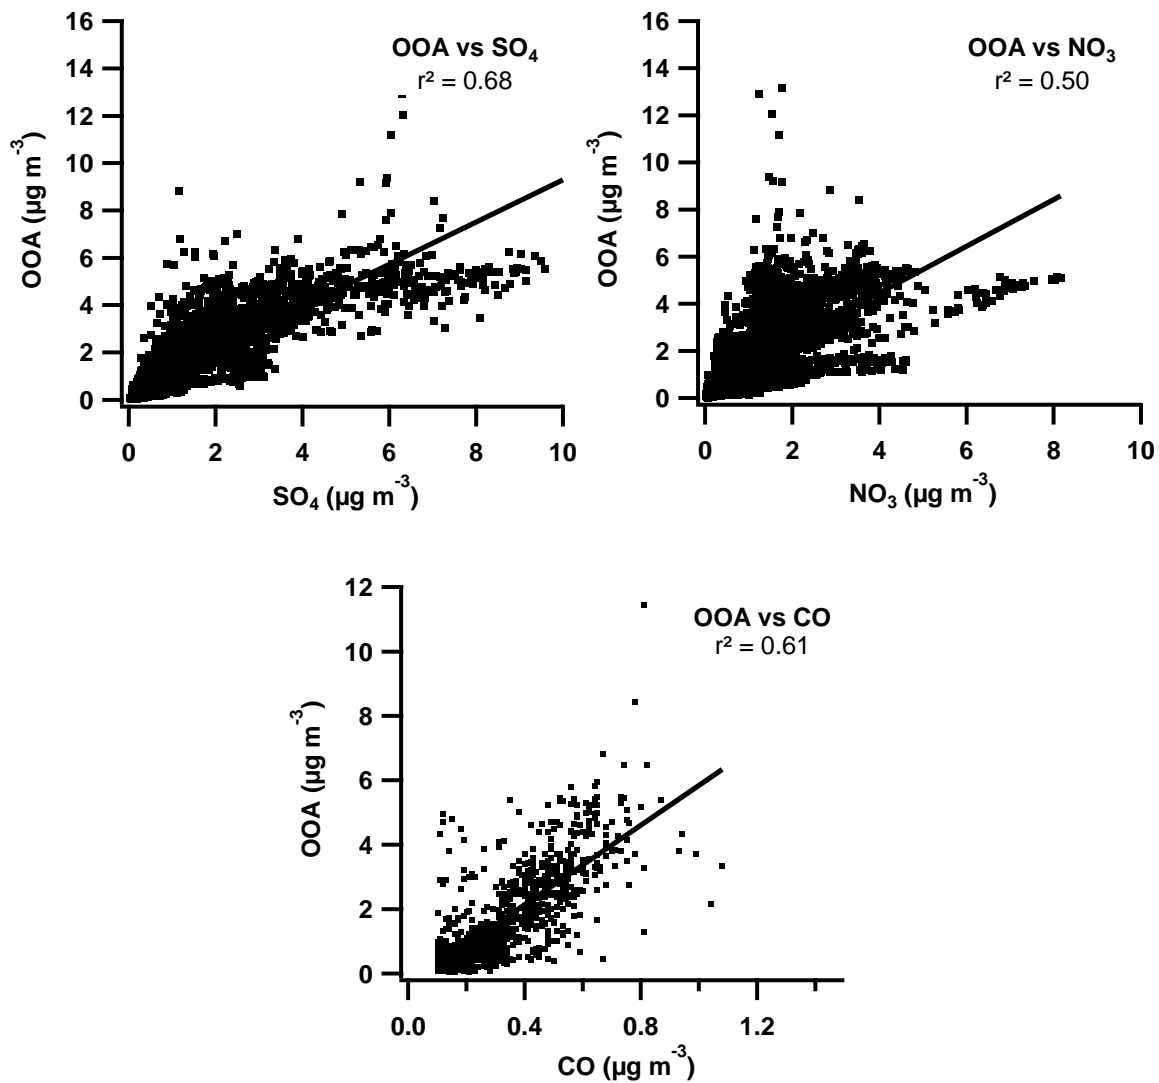 OOA vs SO₄
r² = 0.68
16
14
12
10
8
6
4
2
0
OOA (µg m⁻³)
0 2 4 6 8 10
SO₄ (µg m⁻³)
OOA vs NO₃
r² = 0.50
16
14
12
10
8
6
4
2
0
OOA (µg m⁻³)
0 2 4 6 8 10
NO₃ (µg m⁻³)
OOA vs CO
r² = 0.61
12
10
8
6
4
2
0
OOA (µg m⁻³)
0.0 0.4 0.8 1.2
CO (µg m⁻³)